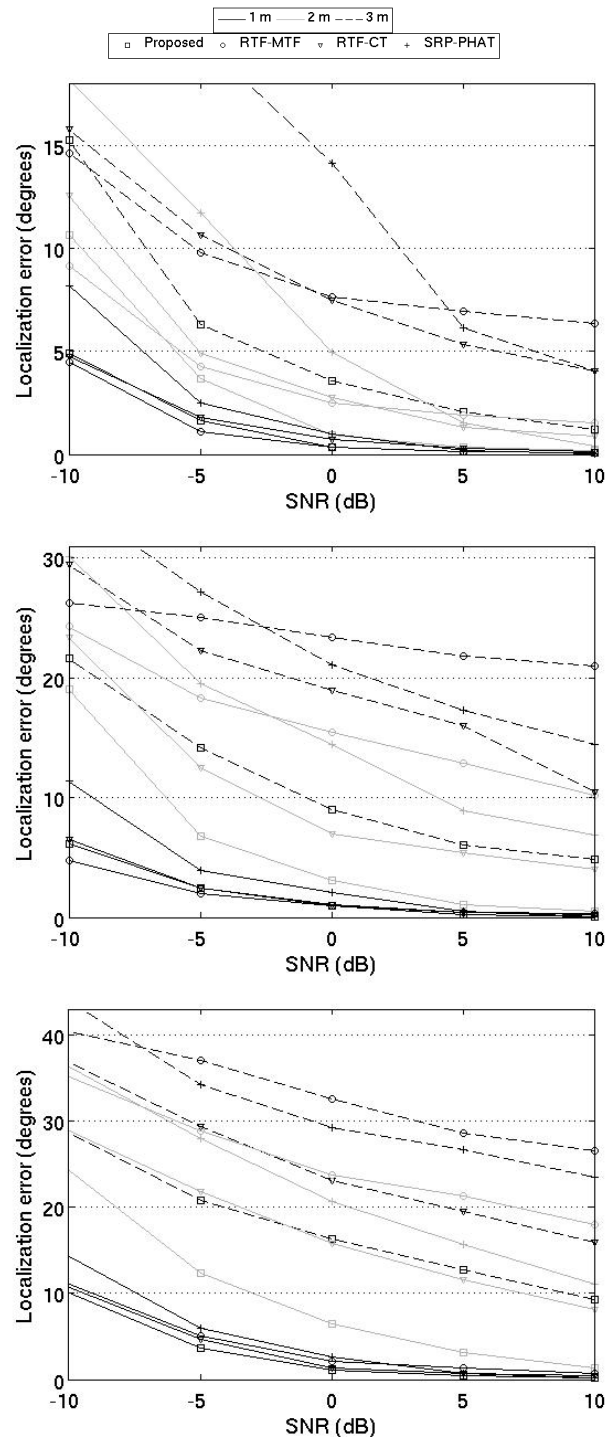 1 m 2 m 3 m
Proposed RTF-MTF RTF-CT SRP-PHAT
Localization error (degrees)
15
10
5
0
-10 -5 0 5 10
SNR (dB)
Localization error (degrees)
30
20
10
0
-10 -5 0 5 10
SNR (dB)
Localization error (degrees)
40
30
20
10
0
-10 -5 0 5 10
SNR (dB)